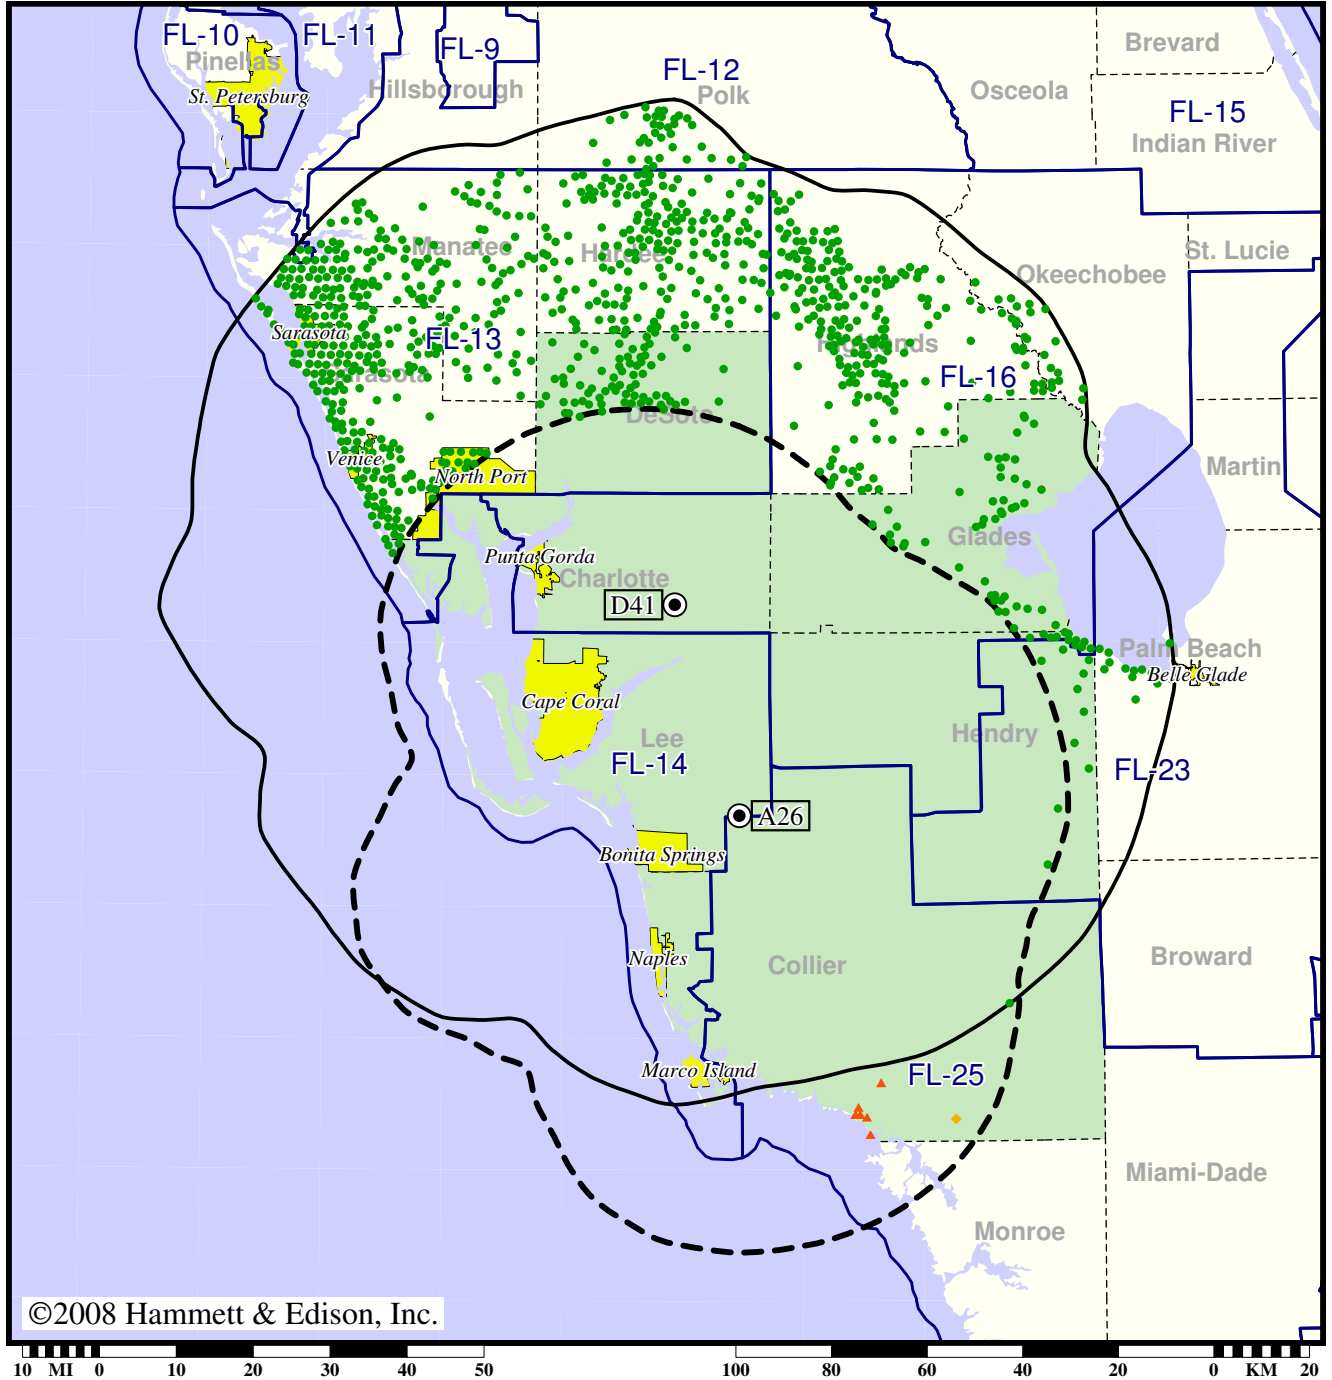 FL-10
FL-11
FL-9
Pinellas
St. Petersburg
Hillsborough
FL-12
Polk
Osceola
Brevard
FL-15
Indian River
Manatee
Hardee
Okeechobee
St. Lucie
Sarasota
FL-13
Sarasota
Highlands
FL-16
DeSoto
Venice
North Port
Martin
Punta Gorda
Charlotte
Glades
D41
Palm Beach
Belle Glade
Cape Coral
Lee
FL-14
Hendry
FL-23
A26
Bonita Springs
Naples
Collier
Broward
Marco Island
FL-25
Miami-Dade
Monroe
©2008 Hammett & Edison, Inc.
10 MI 0 10 20 30 40 50 100 80 60 40 20 0 KM 20